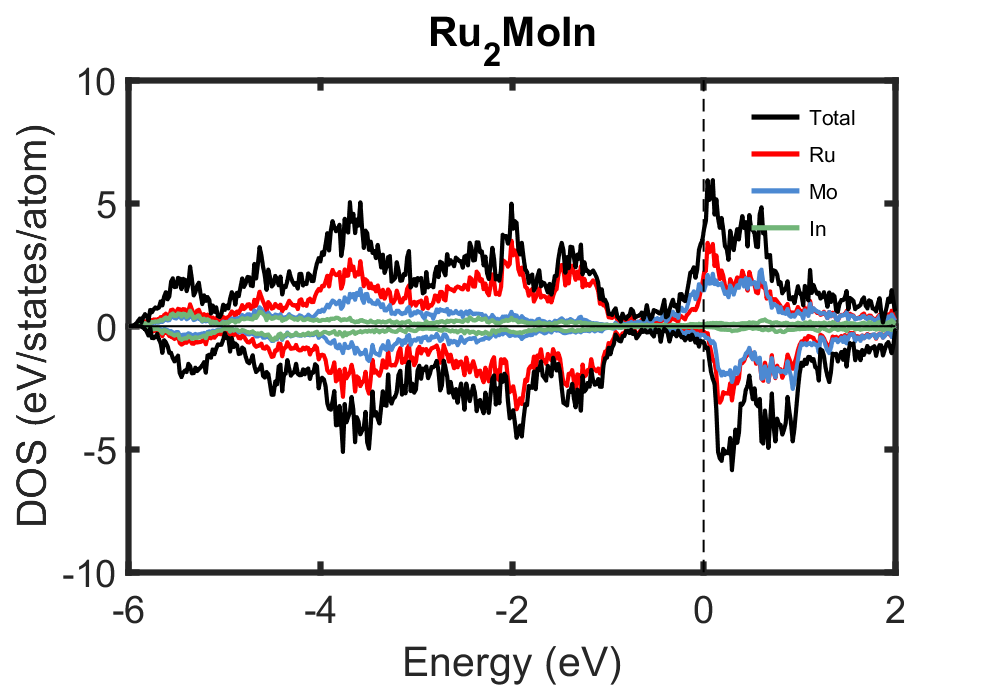 Ru2MoIn
DOS (eV/states/atom)
10
5
0
-5
-10
Total
Ru
Mo
In
-6
-4
-2
0
2
Energy (eV)